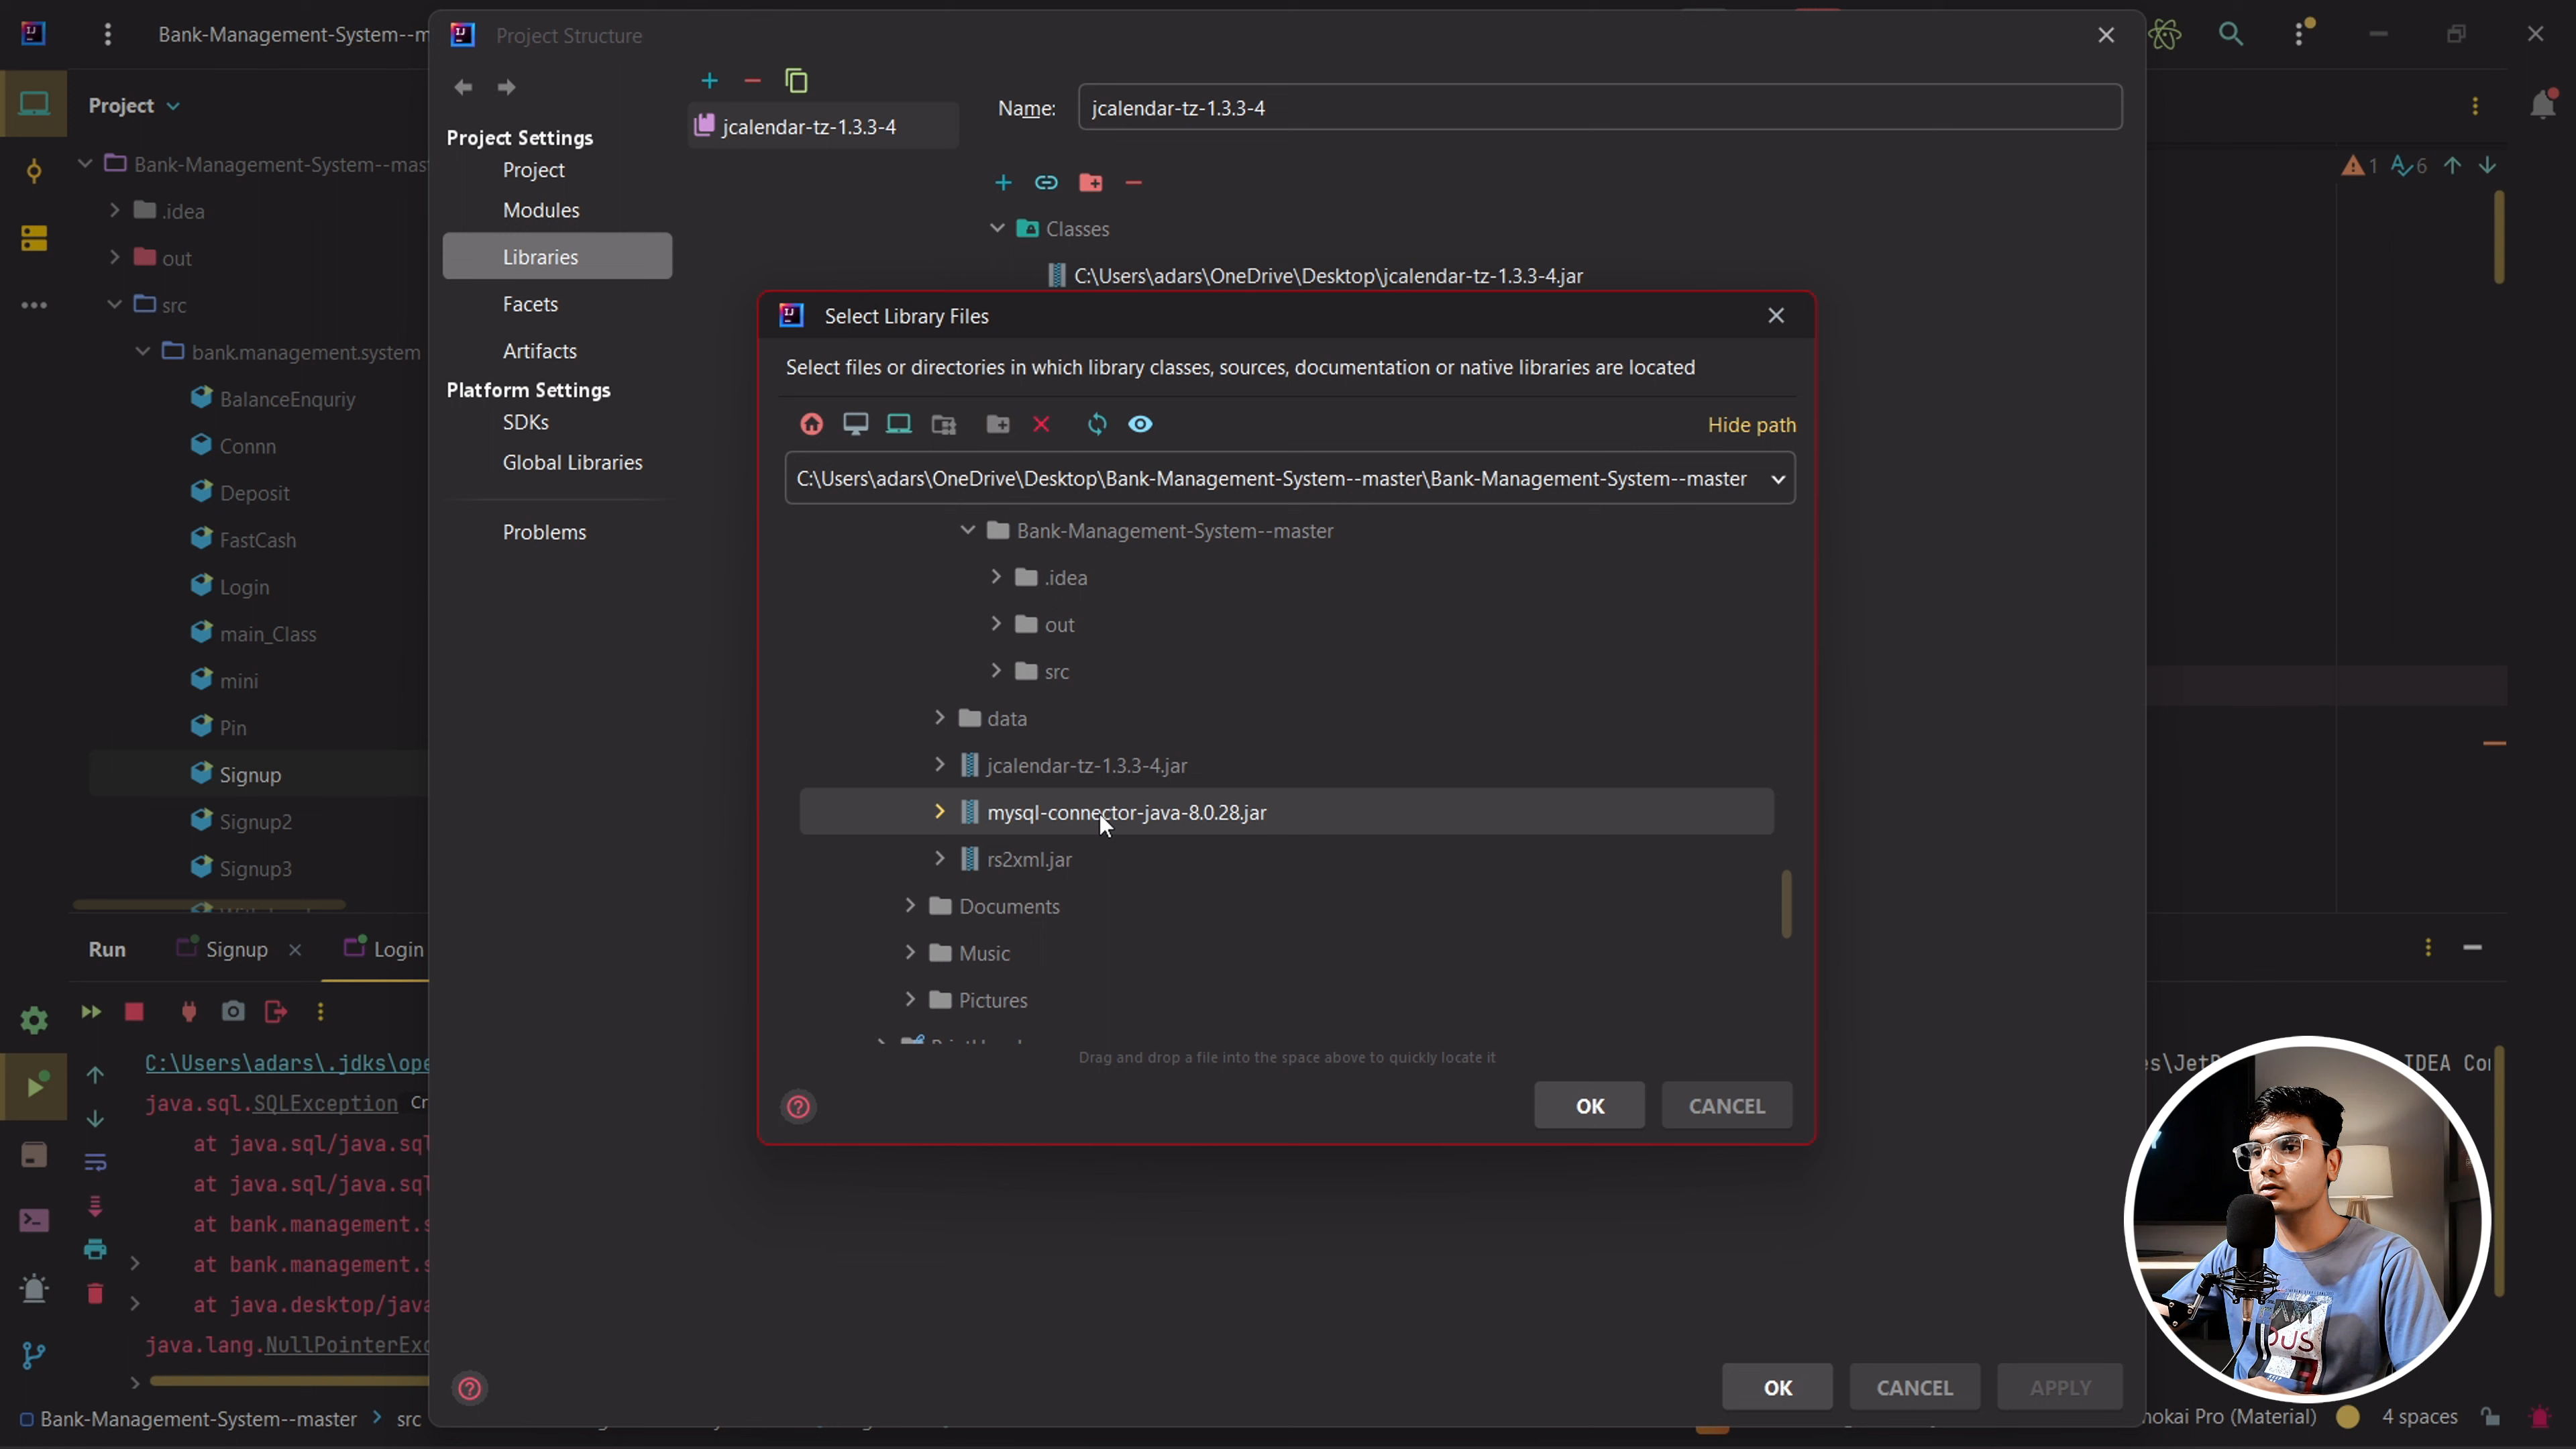 Bank-Management-System--m
Project Structure
Project
Bank-Management-System--mas
.idea
out
src
bank.management.system
BalanceEnquriy
Connn
Deposit
FastCash
Login
main_Class
mini
Pin
Signup
Signup2
Signup3
Project Settings
Project
Modules
Libraries
Facets
Artifacts
Platform Settings
SDKs
Global Libraries
Problems
jcalendar-tz-1.3.3-4
Name: jcalendar-tz-1.3.3-4
Classes
C:\Users\adars\OneDrive\Desktop\jcalendar-tz-1.3.3-4.jar
1 6
Select Library Files
Select files or directories in which library classes, sources, documentation or native libraries are located
Hide path
C:\Users\adars\OneDrive\Desktop\Bank-Management-System--master\Bank-Management-System--master
Bank-Management-System--master
.idea
out
src
data
jcalendar-tz-1.3.3-4.jar
mysql-connector-java-8.0.28.jar
rs2xml.jar
Documents
Music
Pictures
Drag and drop a file into the space above to quickly locate it
OK CANCEL
Run Signup Login
C:\Users\adars\.jdks\ope
java.sql.SQLException Cr
at java.sql/java.sql
at java.sql/java.sql
at bank.management.s
at bank.management.s
at java.desktop/java
java.lang.NullPointerExc
es\JetB
IDEA Co
OK CANCEL APPLY
Bank-Management-System--master > src
nokai Pro (Material) 4 spaces